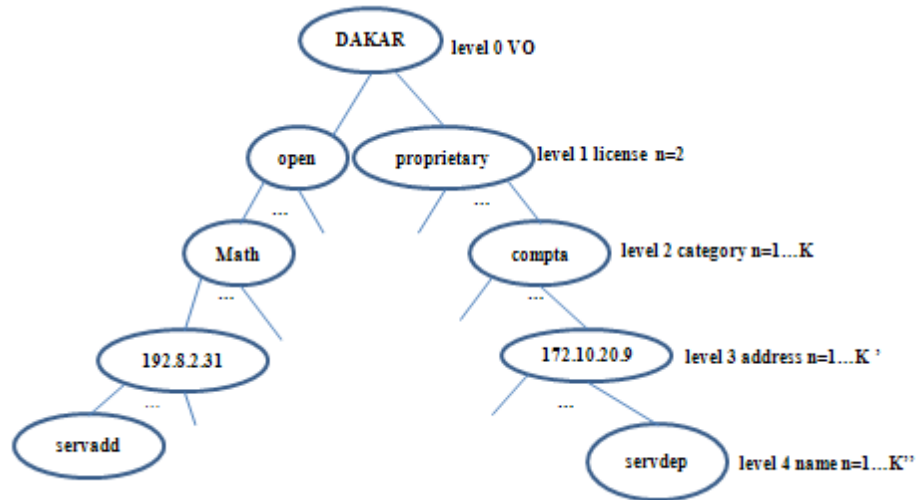 DAKAR level 0 VO
open proprietary level 1 license n=2
... ...
Math compta level 2 category n=1...K
... ...
192.8.2.31 172.10.20.9 level 3 address n=1...K ’
... ...
servadd servdep level 4 name n=1...K’’